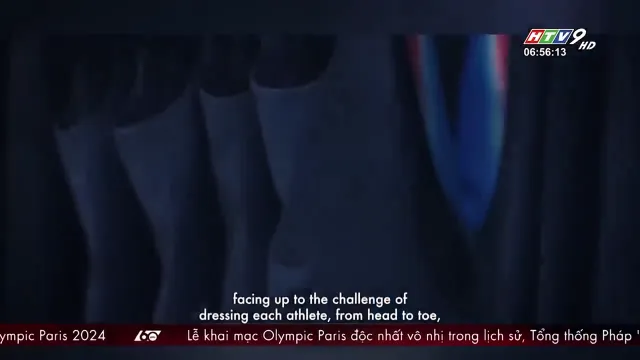 HTV9 HD
06:56:13
facing up to the challenge of
dressing each athlete, from head to toe,
ympic Paris 2024 60 Lễ khai mạc Olympic Paris độc nhất vô nhị trong lịch sử, Tổng thống Pháp "